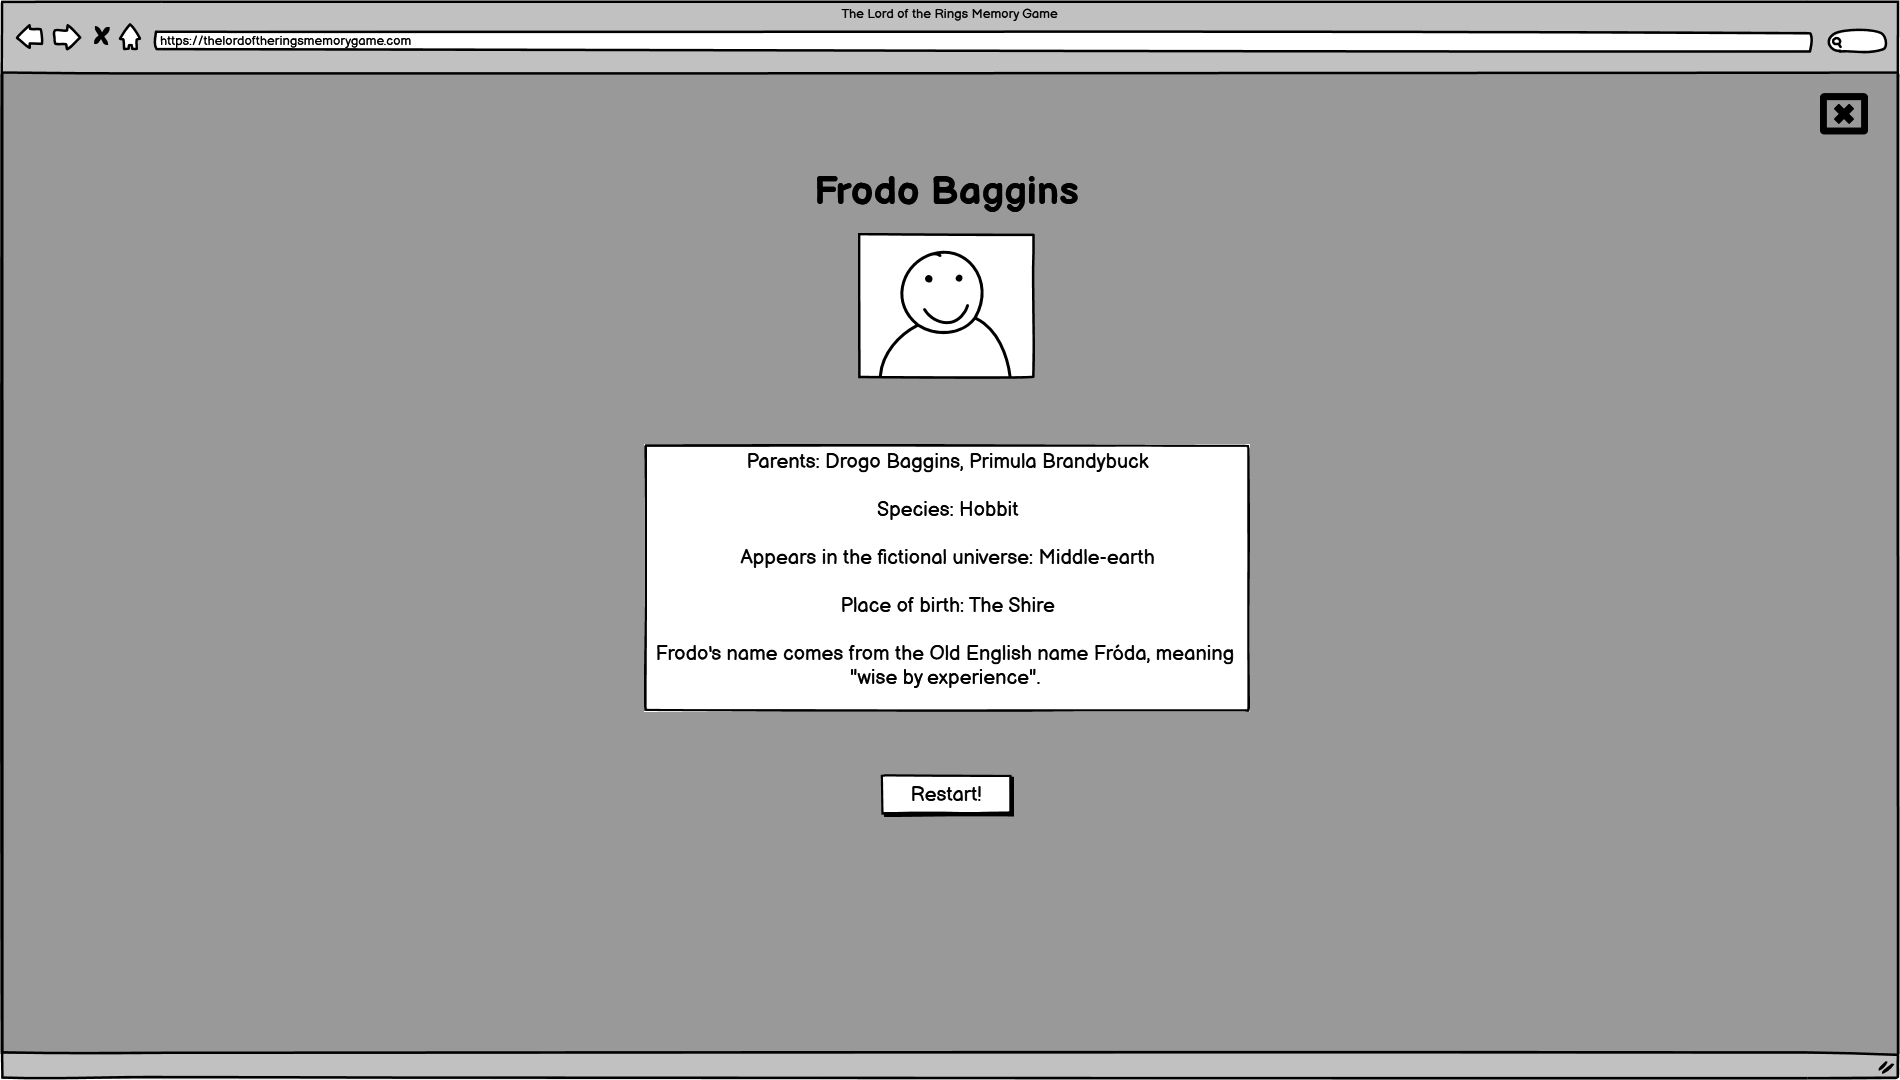 The Lord of the Rings Memory Game
https://thelordoftheringsmemorygame.com
Frodo Baggins
Parents: Drogo Baggins, Primula Brandybuck
Species: Hobbit
Appears in the fictional universe: Middle-earth
Place of birth: The Shire
Frodo's name comes from the Old English name Fróda, meaning
"wise by experience".
Restart!